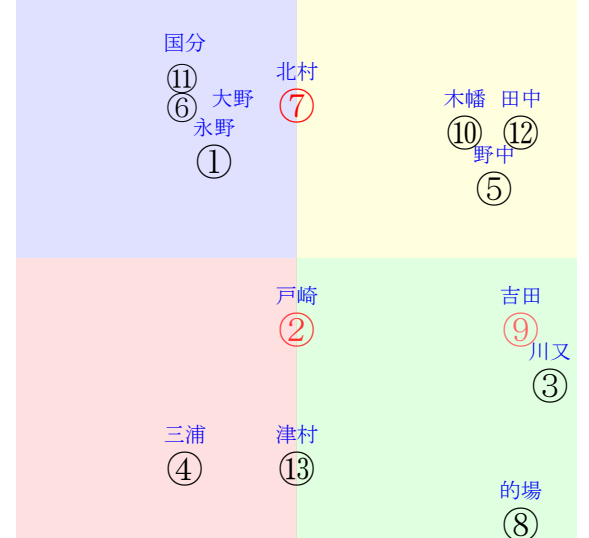 国分
⑪
北村
⑦
⑥ 大野
木幡 田中
⑩ ⑫
永野
①
野中
⑤
戸崎
②
吉田
⑨
川又
③
三浦
④
津村
⑬
的場
⑧